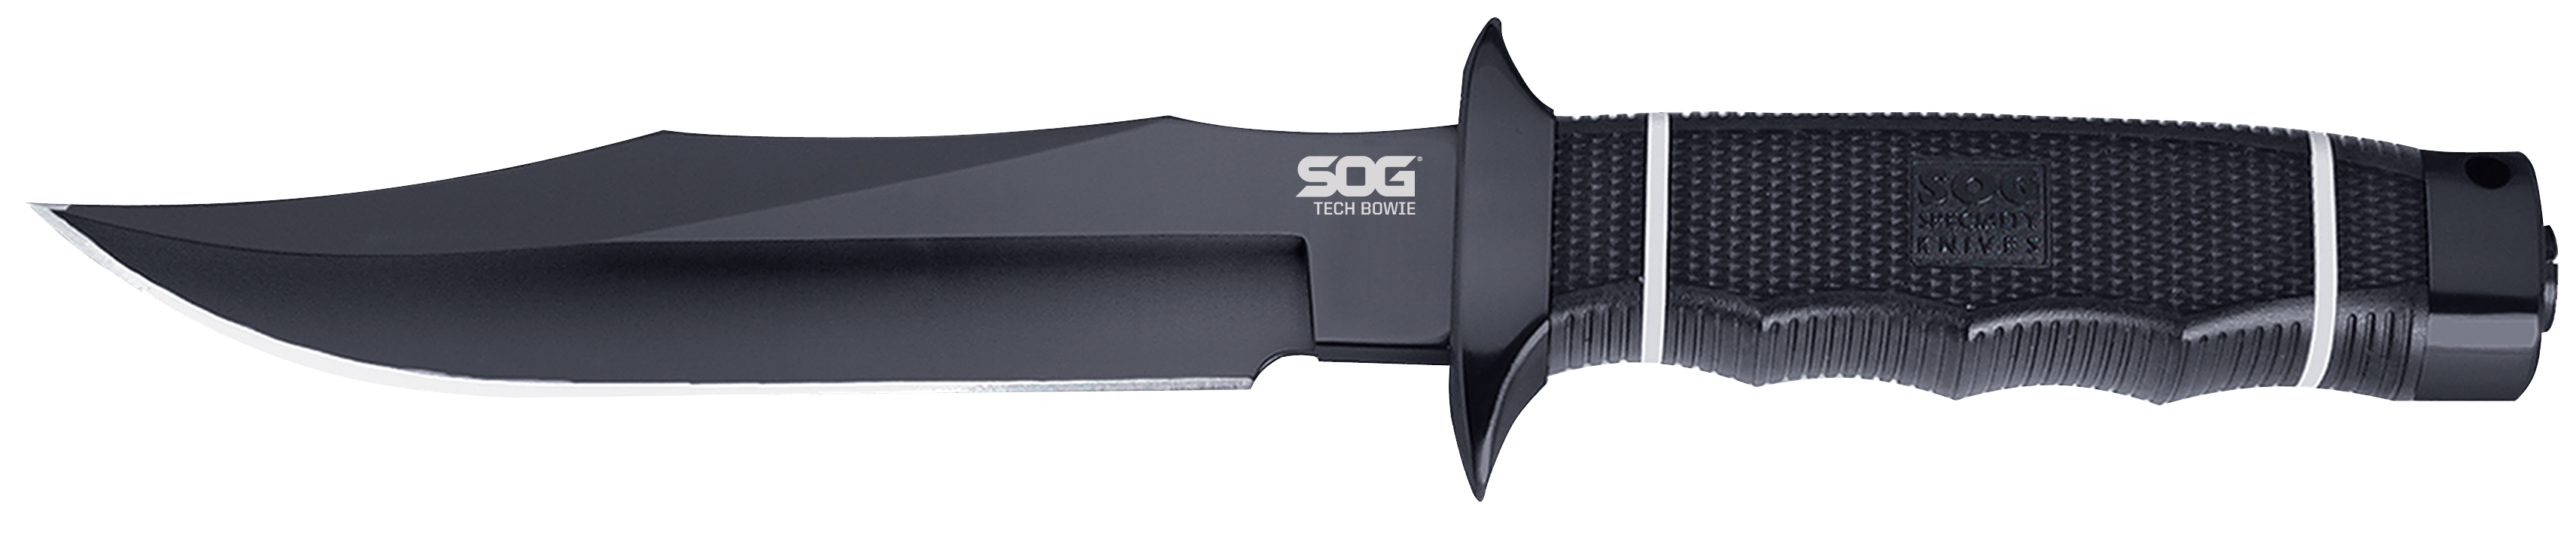 SOG®
TECH BOWIE
SOG
SPECIALTY
KNIVES